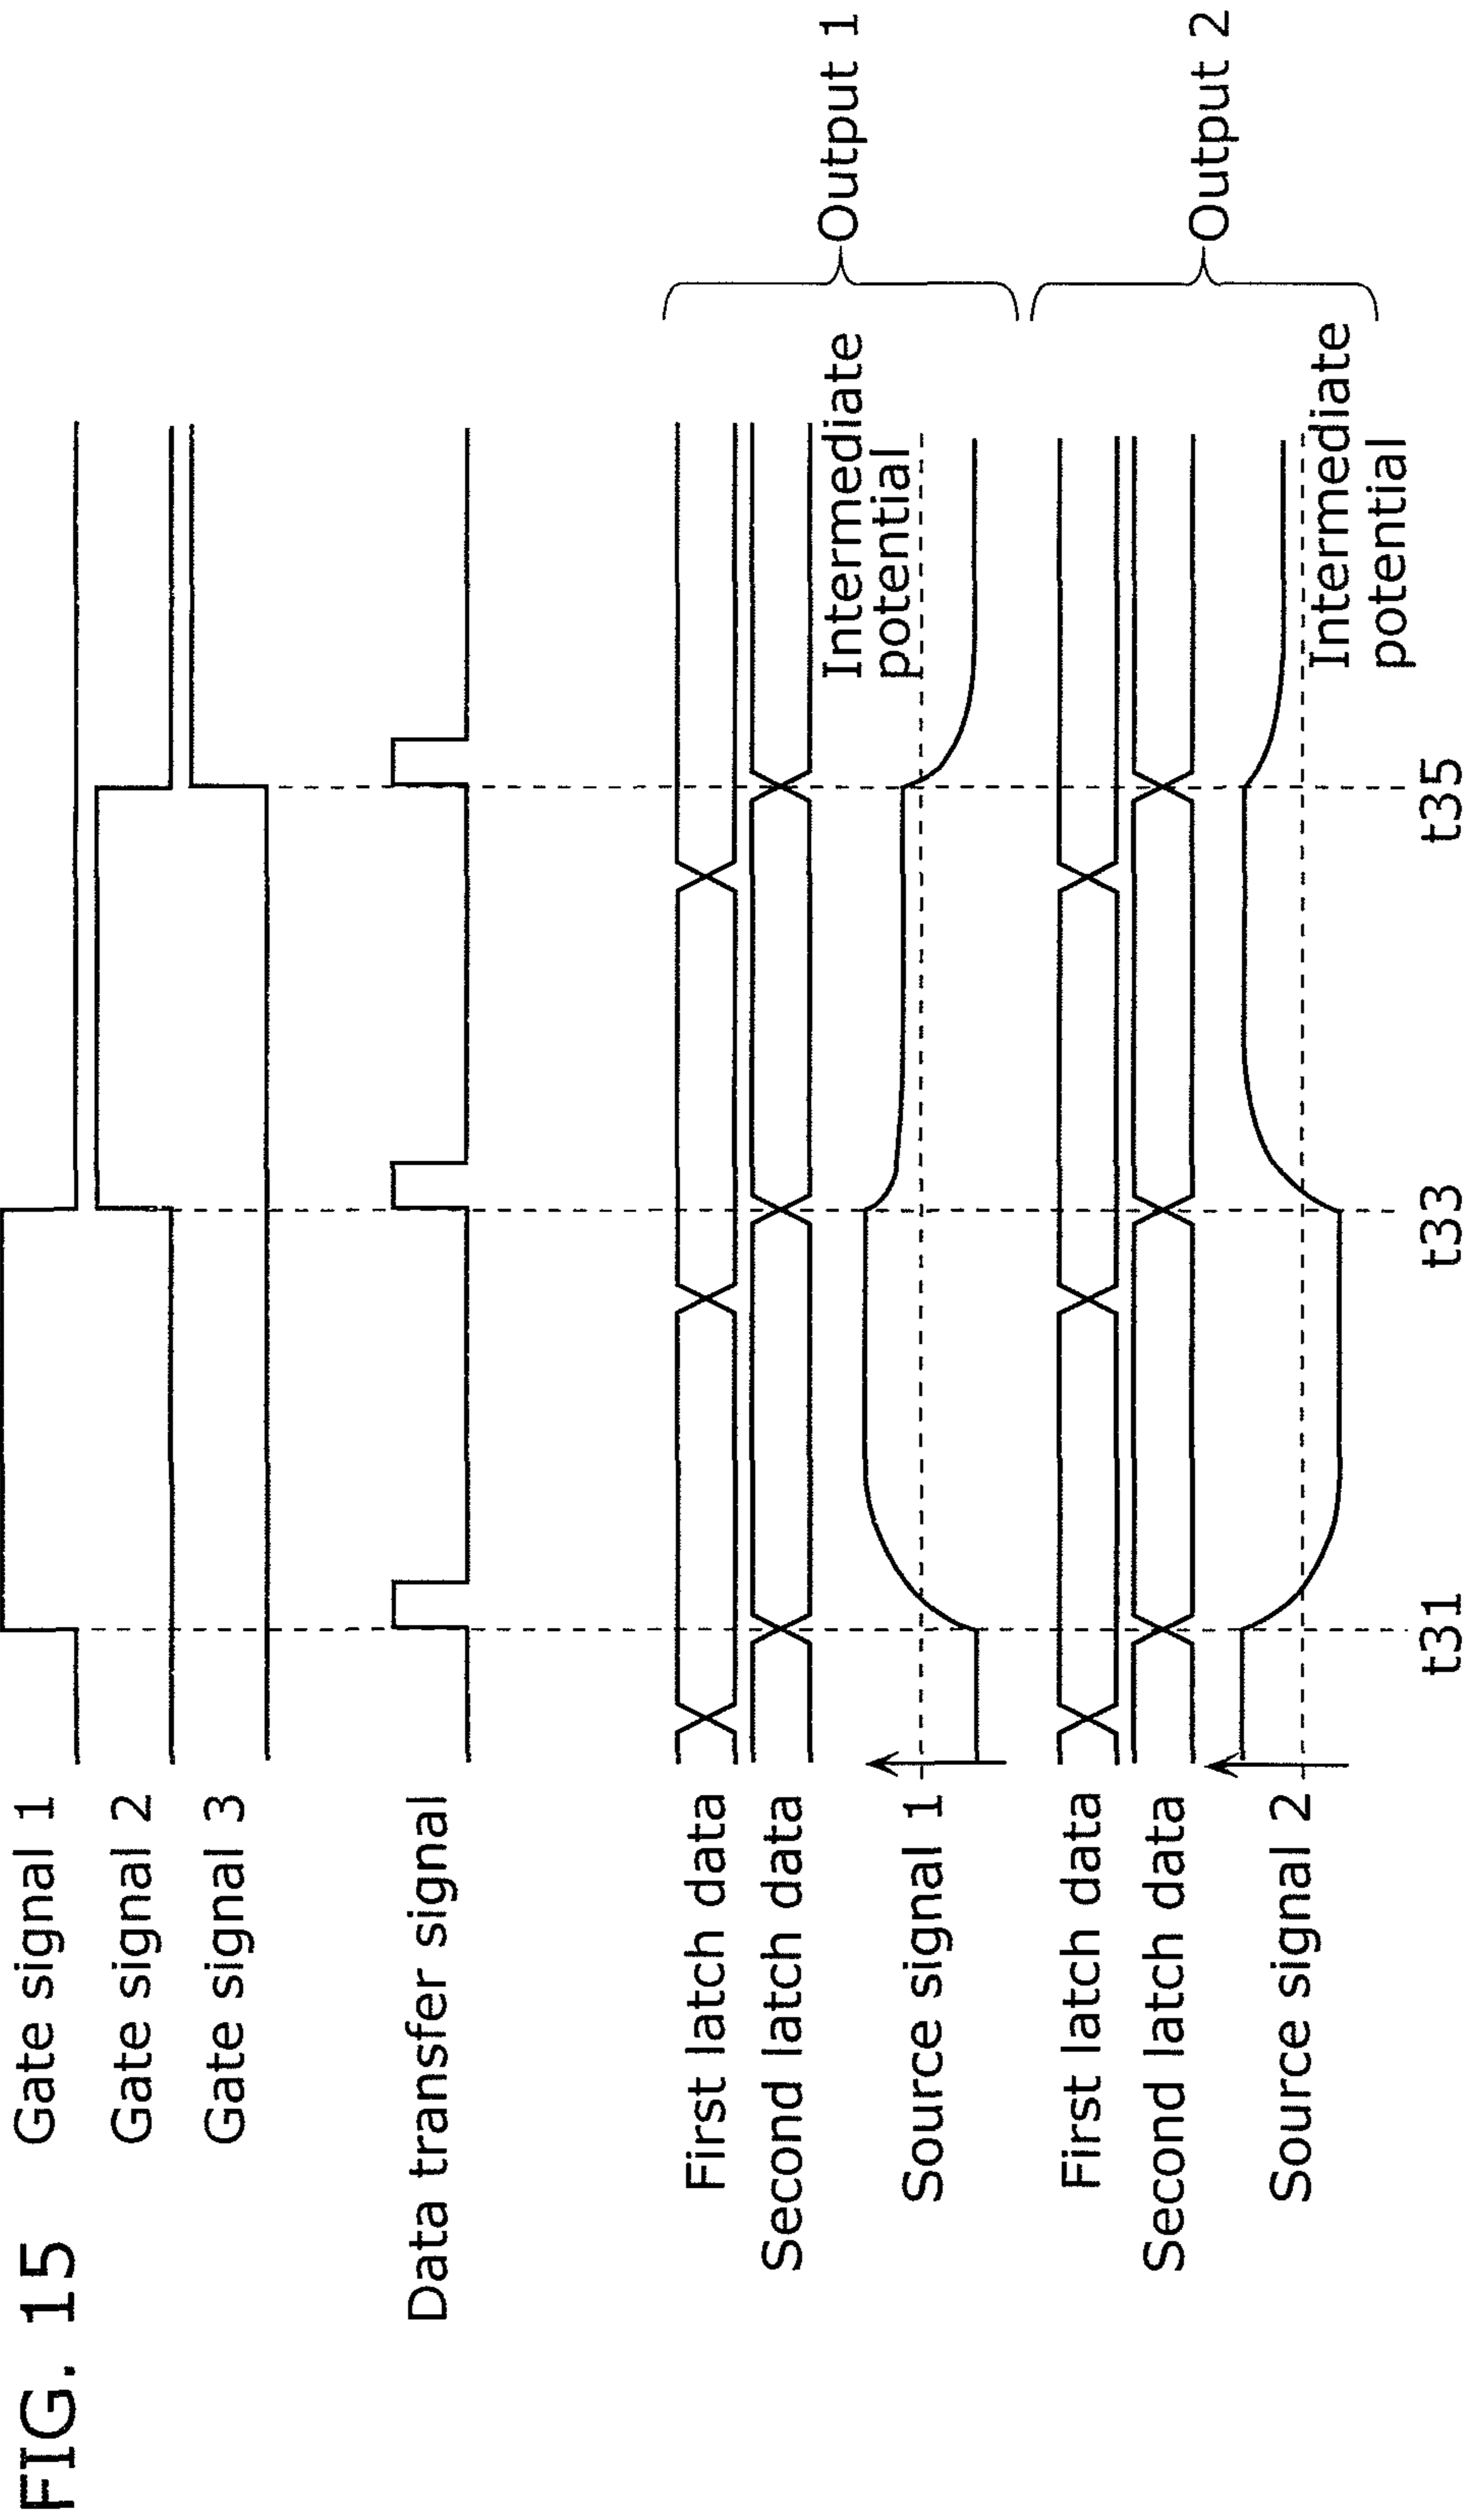 FIG. 15
Gate signal 1
Gate signal 2
Gate signal 3
Data transfer signal
First latch data
Second latch data
Source signal 1
Intermediate
potential
Output 1
First latch data
Second latch data
Source signal 2
Intermediate
potential
Output 2
t31
t33
t35